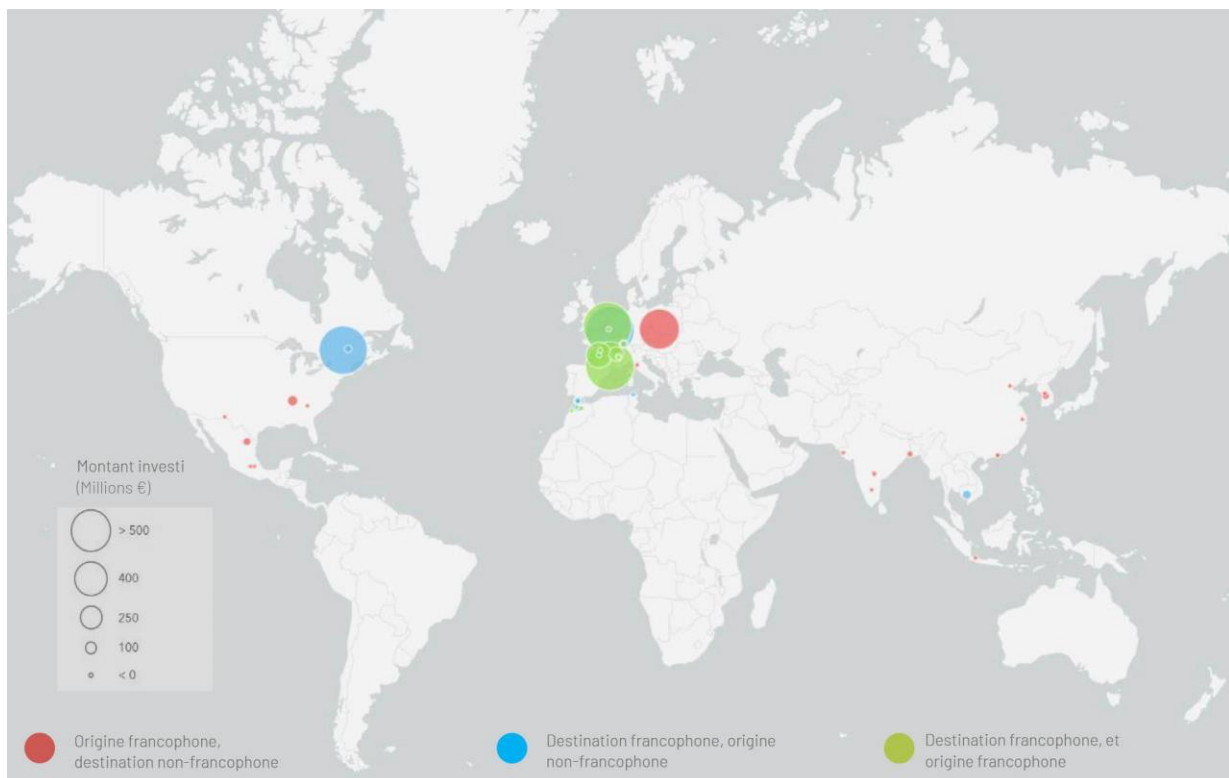 Montant investi
(Millions €)
> 500
400
250
100
< 0
Origine francophone,
destination non-francophone
Destination francophone, origine
non-francophone
Destination francophone, et
origine francophone